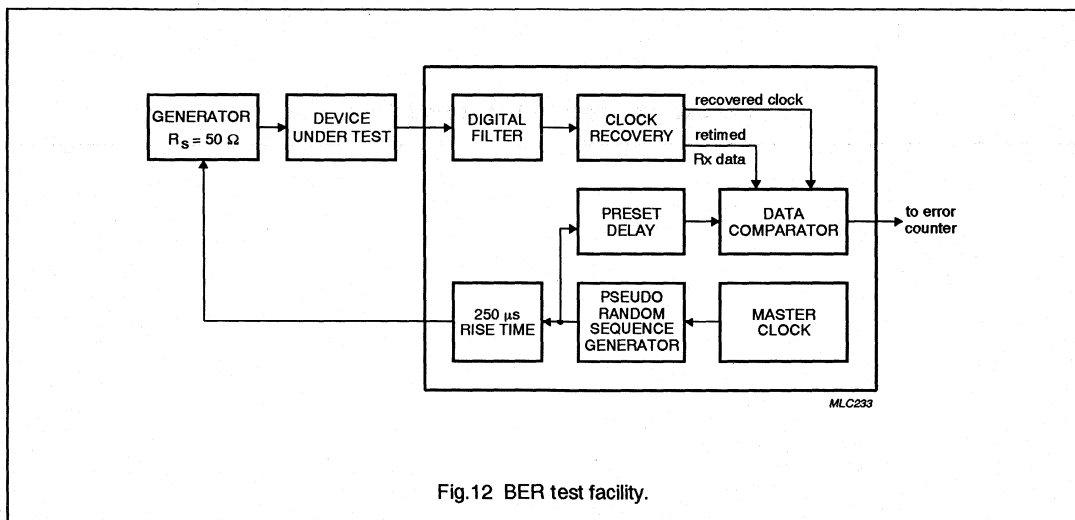 GENERATOR
RS = 50 Ω
DEVICE
UNDER TEST
DIGITAL
FILTER
CLOCK
RECOVERY
recovered clock
retimed
Rx data
PRESET
DELAY
DATA
COMPARATOR
to error
counter
250 µs
RISE TIME
PSEUDO
RANDOM
SEQUENCE
GENERATOR
MASTER
CLOCK
MLC233
Fig.12 BER test facility.